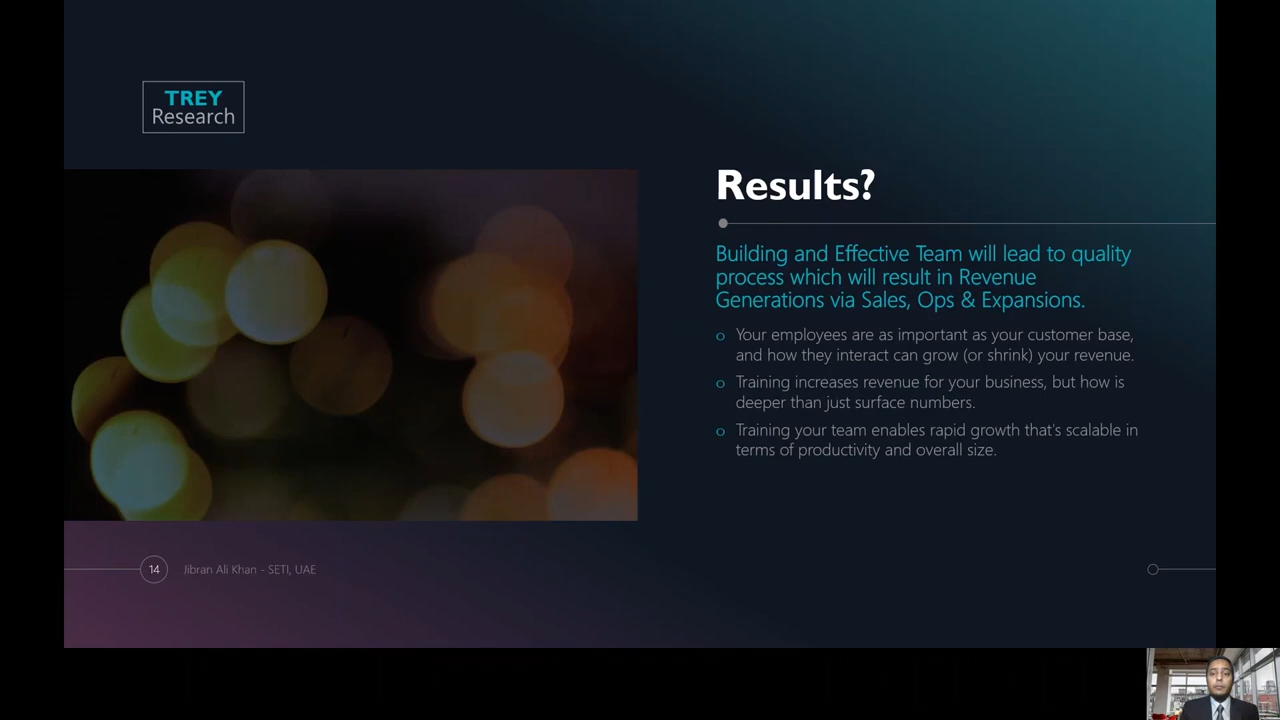 TREY
Research
Results?
Building and Effective Team will lead to quality
process which will result in Revenue
Generations via Sales, Ops & Expansions.
o Your employees are as important as your customer base,
and how they interact can grow (or shrink) your revenue.
o Training increases revenue for your business, but how is
deeper than just surface numbers.
o Training your team enables rapid growth that's scalable in
terms of productivity and overall size.
14 Jibran Ali Khan - SETI, UAE